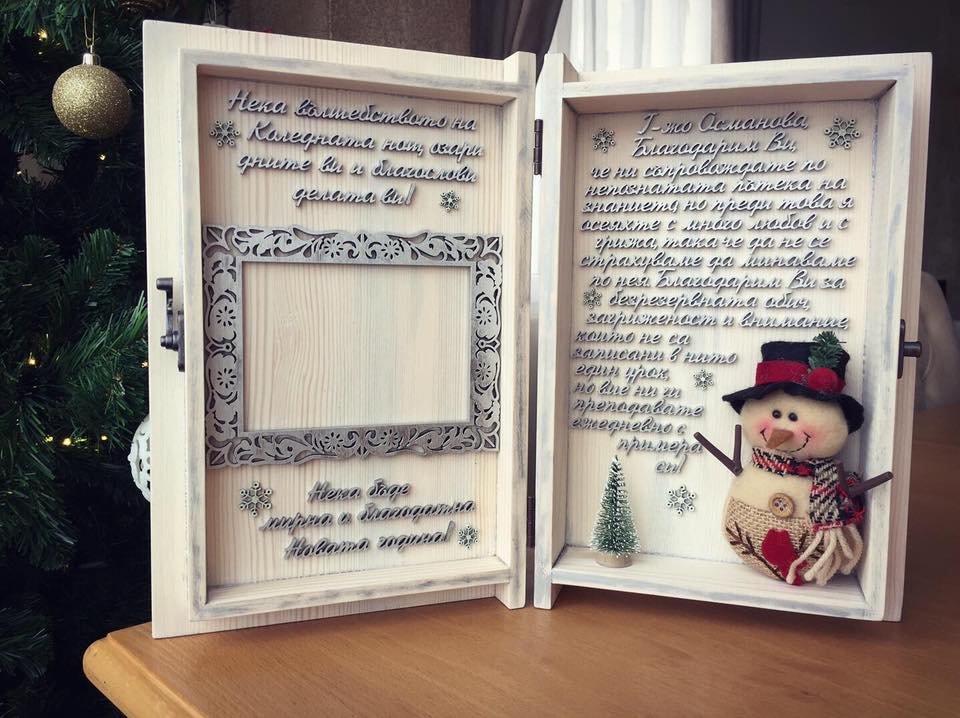 Нека вълшебството на
Коледната нощ озари
дните ви и благослови
делата ви!
Нека бъде
мирна и благодатна
Новата година!
Г-жо Османова,
Благодарим Ви,
че ни съпровождате по
непознатата пътека на
знанието, но преди това я
осеяхте с много любов и с
грижа, така че да не се
страхуваме да минаваме
по нея Благодарим Ви за
безрезервната обич,
загриженост и внимание,
които не са
записани в нито
един урок,
но вие ни ги
преподавате
ежедневно с
примера
си!